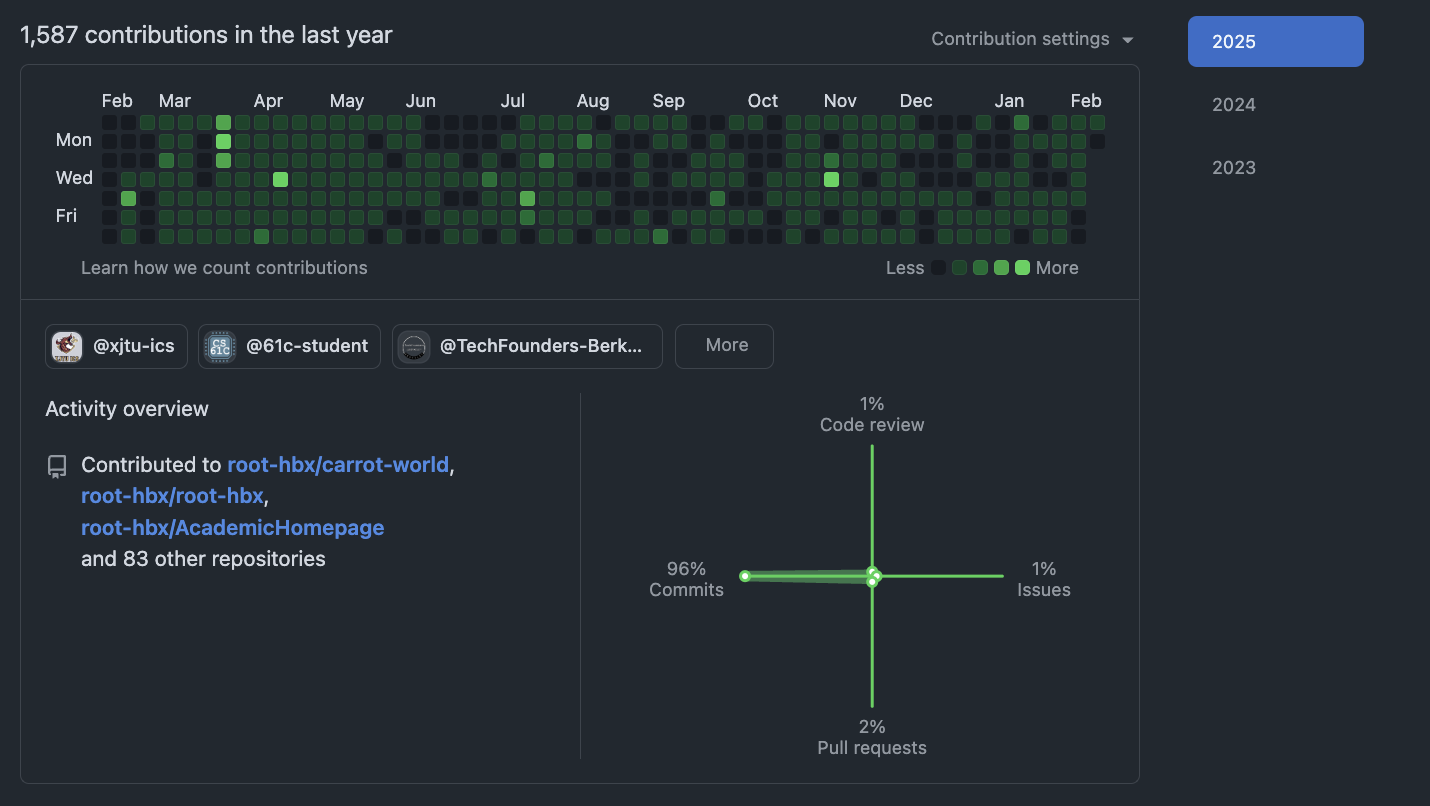 1,587 contributions in the last year
Contribution settings
2025
2024
2023
Feb Mar Apr May Jun Jul Aug Sep Oct Nov Dec Jan Feb
Mon
Wed
Fri
Learn how we count contributions
Less More
@xjtu-ics
CS
61C
@61c-student
@TechFounders-Berk...
More
Activity overview
Contributed to root-hbx/carrot-world,
root-hbx/root-hbx,
root-hbx/AcademicHomepage
and 83 other repositories
1%
Code review
96%
Commits
1%
Issues
2%
Pull requests